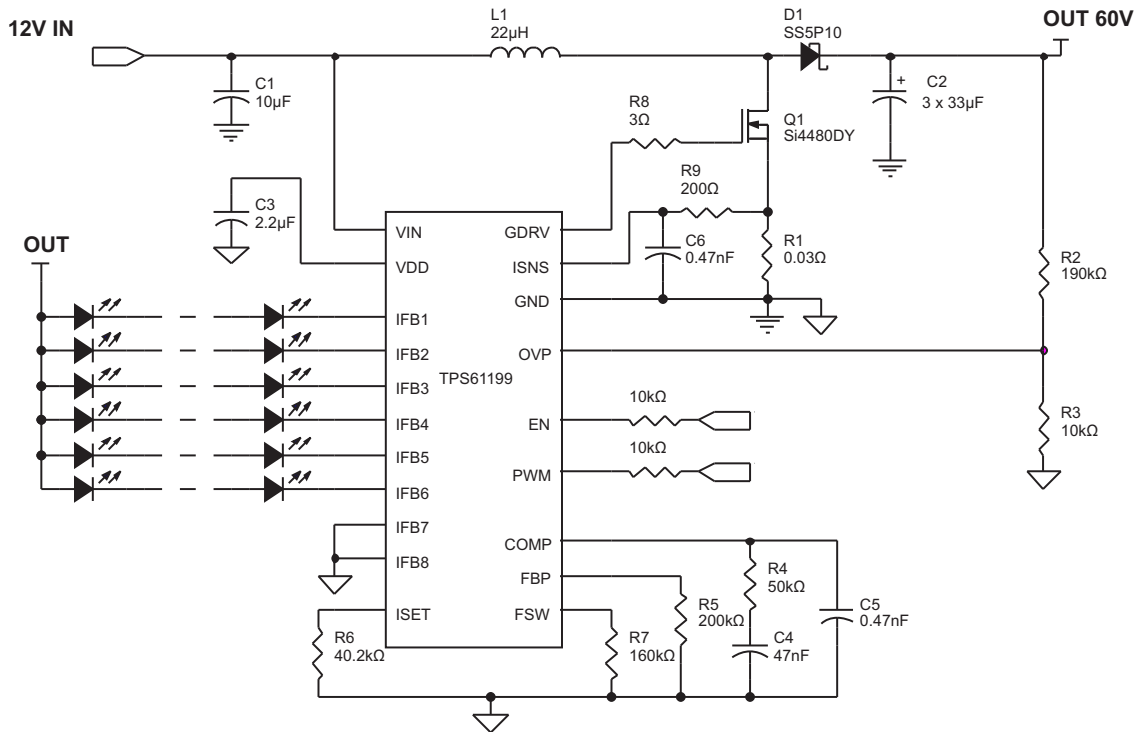 12V IN
L1
22µH
D1
SS5P10
OUT 60V
C1
10µF
R8
3Ω
Q1
Si4480DY
+
C2
3 x 33µF
R9
200Ω
C3
2.2µF
C6
0.47nF
R1
0.03Ω
OUT
R2
190kΩ
VIN
VDD
IFB1
IFB2
IFB3
IFB4
IFB5
IFB6
IFB7
IFB8
ISET
TPS61199
GDRV
ISNS
GND
OVP
EN
PWM
COMP
FBP
FSW
10kΩ
10kΩ
R3
10kΩ
R4
50kΩ
R5
200kΩ
C5
0.47nF
R6
40.2kΩ
R7
160kΩ
C4
47nF